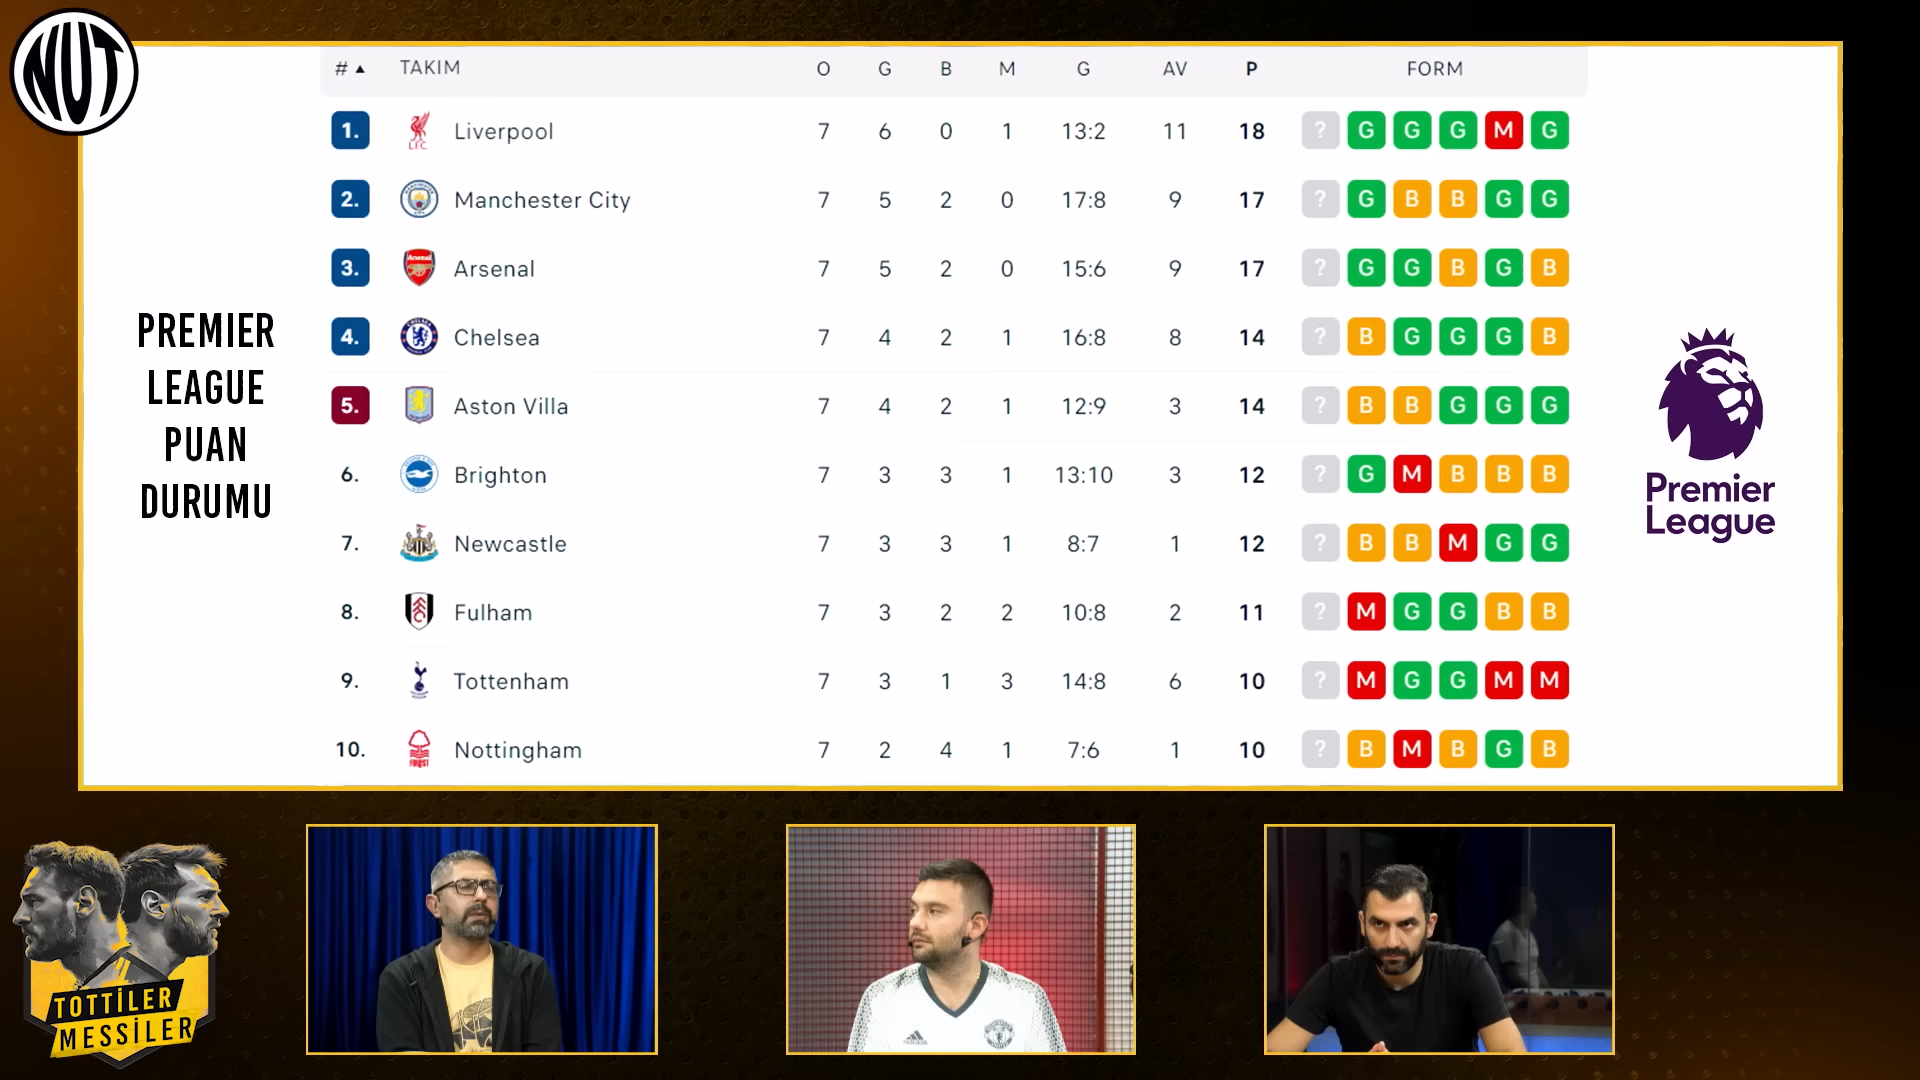 NUT
# ▲ TAKIM O G B M G AV P FORM
1. Liverpool 7 6 0 1 13:2 11 18 ? G G G M G
2. Manchester City 7 5 2 0 17:8 9 17 ? G B B G G
3. Arsenal 7 5 2 0 15:6 9 17 ? G G B G B
4. Chelsea 7 4 2 1 16:8 8 14 ? B G G G B
5. Aston Villa 7 4 2 1 12:9 3 14 ? B B G G G
6. Brighton 7 3 3 1 13:10 3 12 ? G M B B B
7. Newcastle 7 3 3 1 8:7 1 12 ? B B M G G
8. Fulham 7 3 2 2 10:8 2 11 ? M G G B B
9. Tottenham 7 3 1 3 14:8 6 10 ? M G G M M
10. Nottingham 7 2 4 1 7:6 1 10 ? B M B G B
PREMIER
LEAGUE
PUAN
DURUMU
Premier
League
TOTTİLER
MESSİLER
L.F.C.
Arsenal
FOREST
adidas